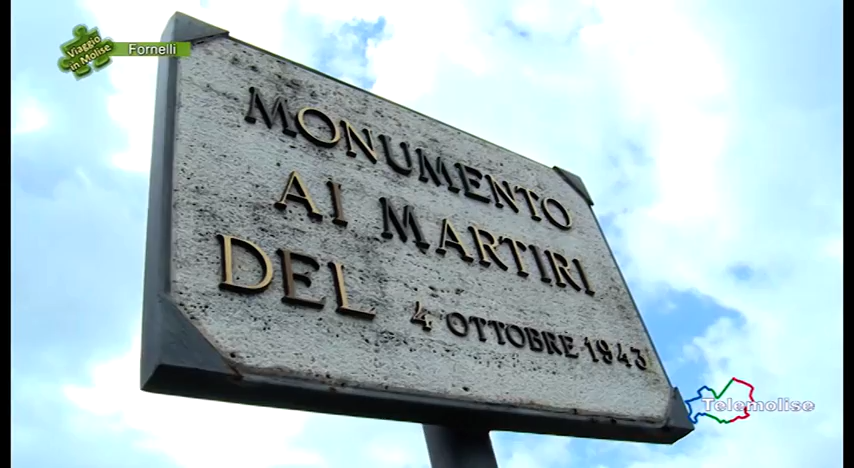 Viaggio
in Molise
Fornelli
MONUMENTO
AI MARTIRI
DEL 4 OTTOBRE 1943
Telemolise